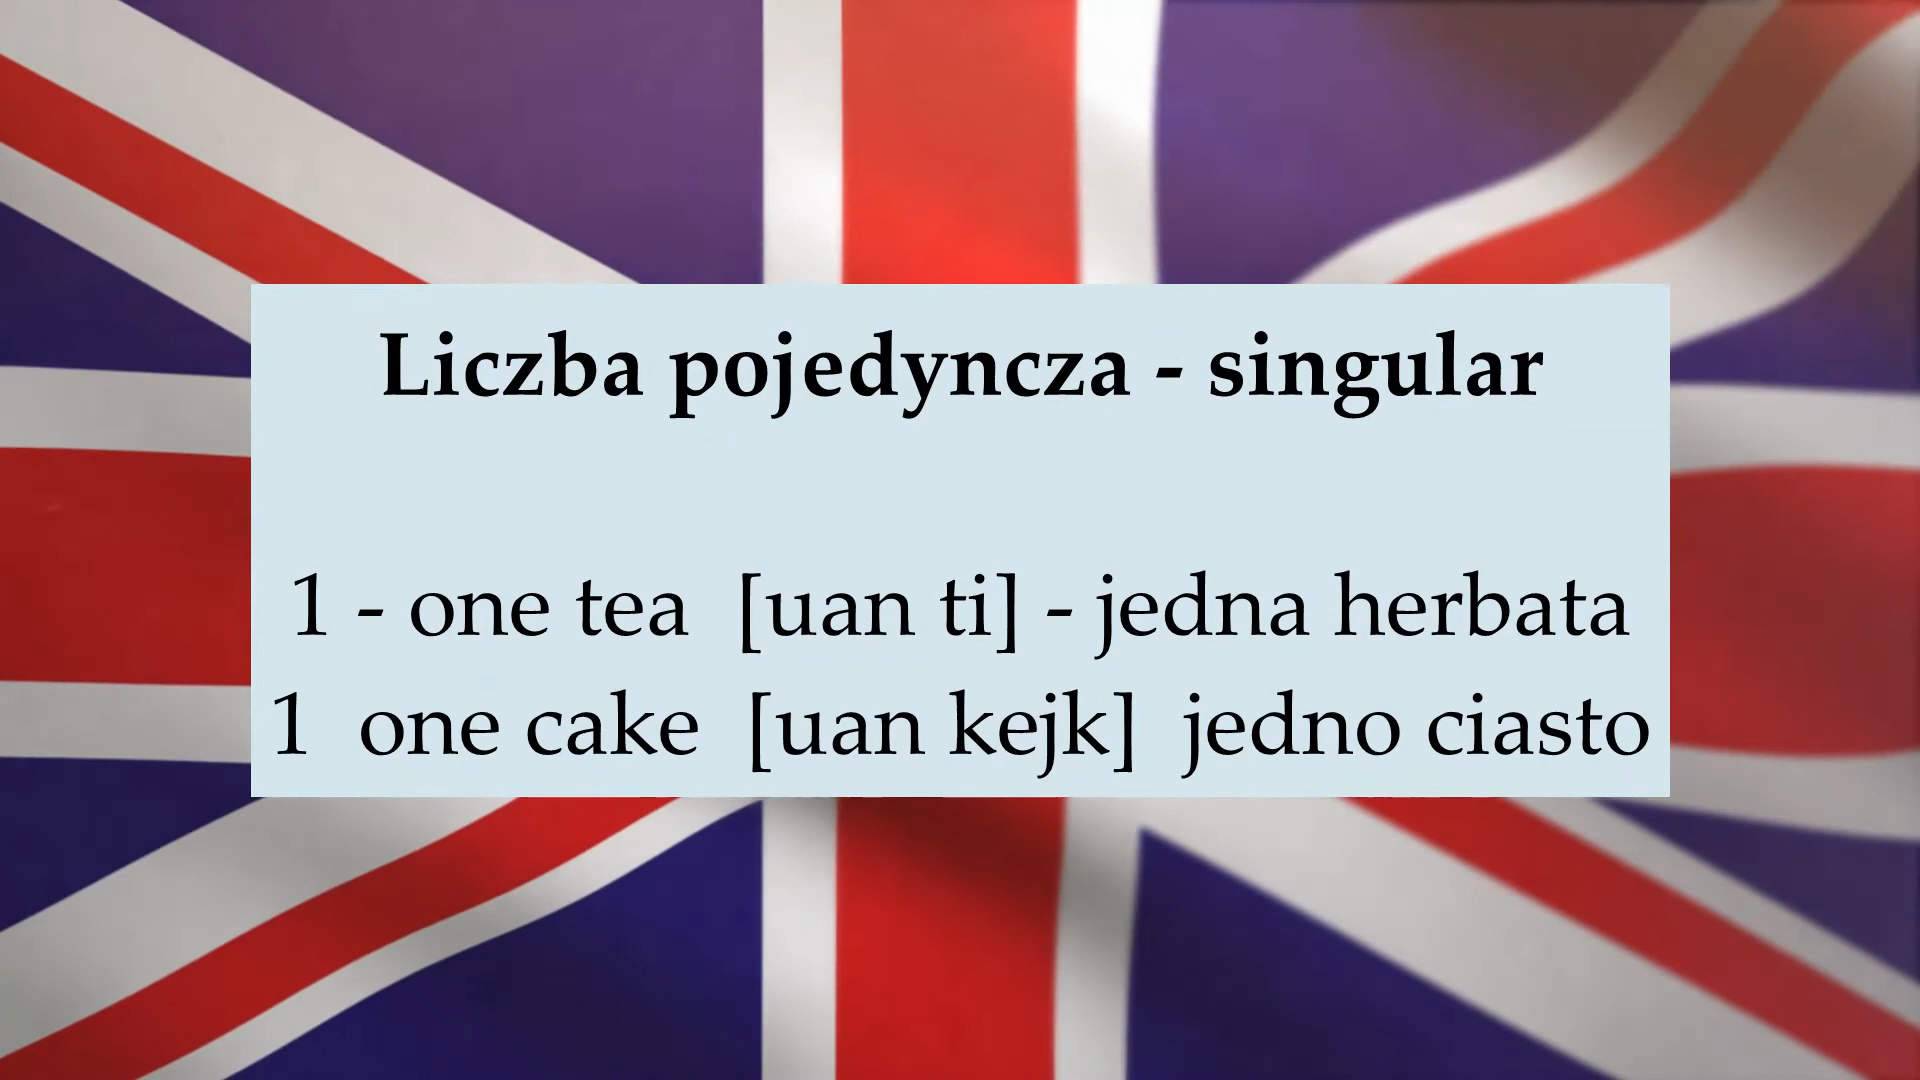 Liczba pojedyncza - singular
1 - one tea [uan ti] - jedna herbata
1 one cake [uan kejk] jedno ciasto